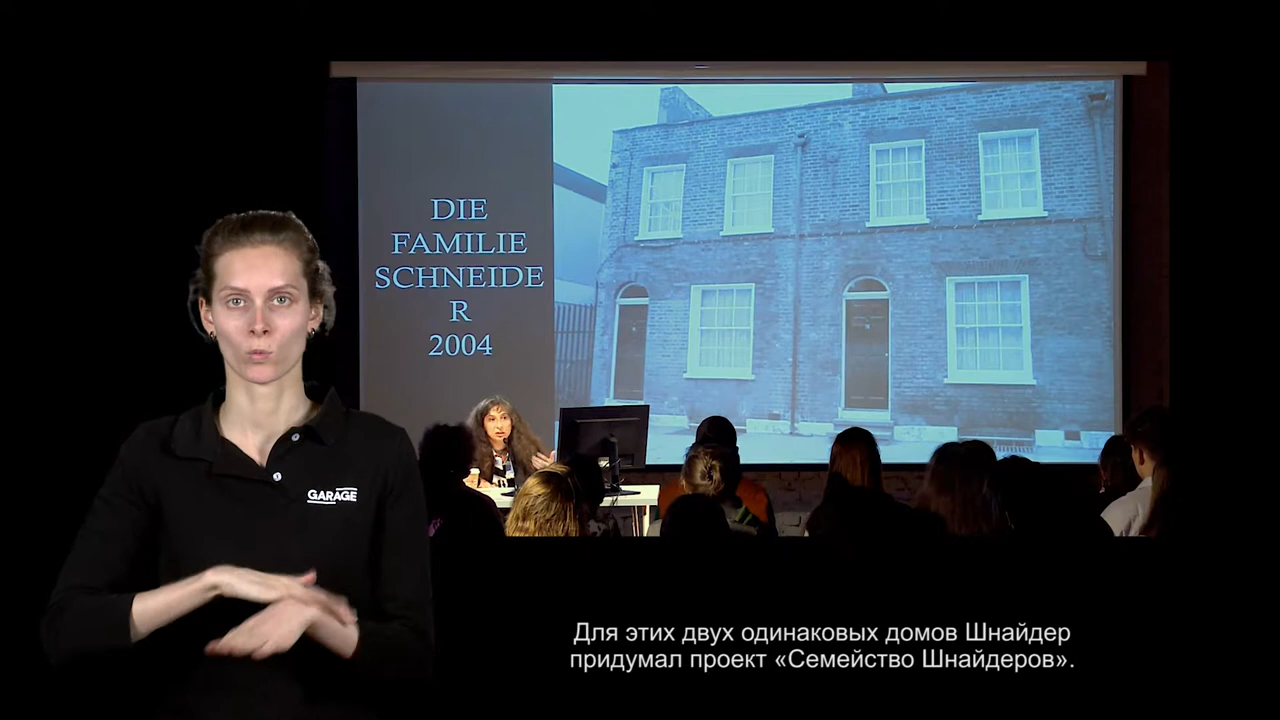 DIE
FAMILIE
SCHNEIDE
R
2004
GARAGE
Для этих двух одинаковых домов Шнайдер
придумал проект «Семейство Шнайдеров».